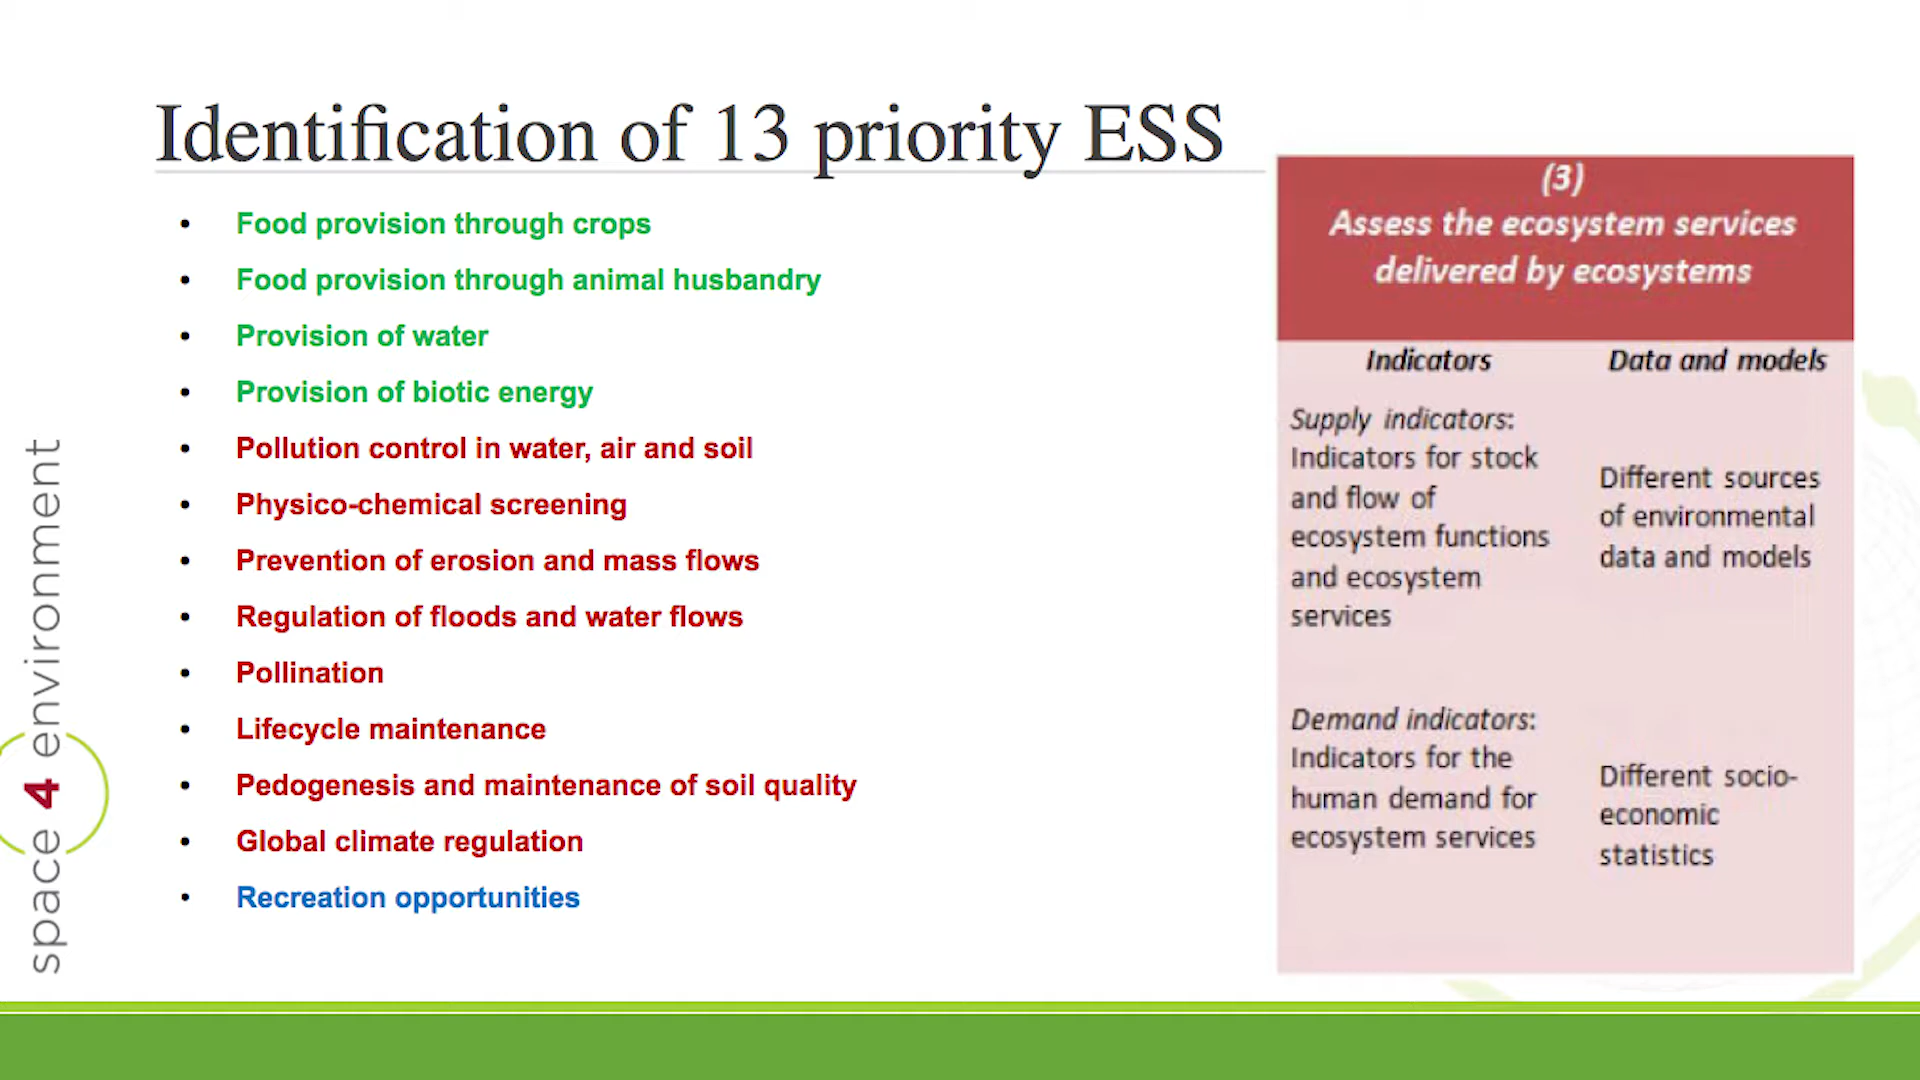 Identification of 13 priority ESS
• Food provision through crops
• Food provision through animal husbandry
• Provision of water
• Provision of biotic energy
• Pollution control in water, air and soil
• Physico-chemical screening
• Prevention of erosion and mass flows
• Regulation of floods and water flows
• Pollination
• Lifecycle maintenance
• Pedogenesis and maintenance of soil quality
• Global climate regulation
• Recreation opportunities
(3)
Assess the ecosystem services
delivered by ecosystems
Indicators
Data and models
Supply indicators:
Indicators for stock
and flow of
ecosystem functions
and ecosystem
services
Different sources
of environmental
data and models
Demand indicators:
Indicators for the
human demand for
ecosystem services
Different socio-
economic
statistics
space 4 environment